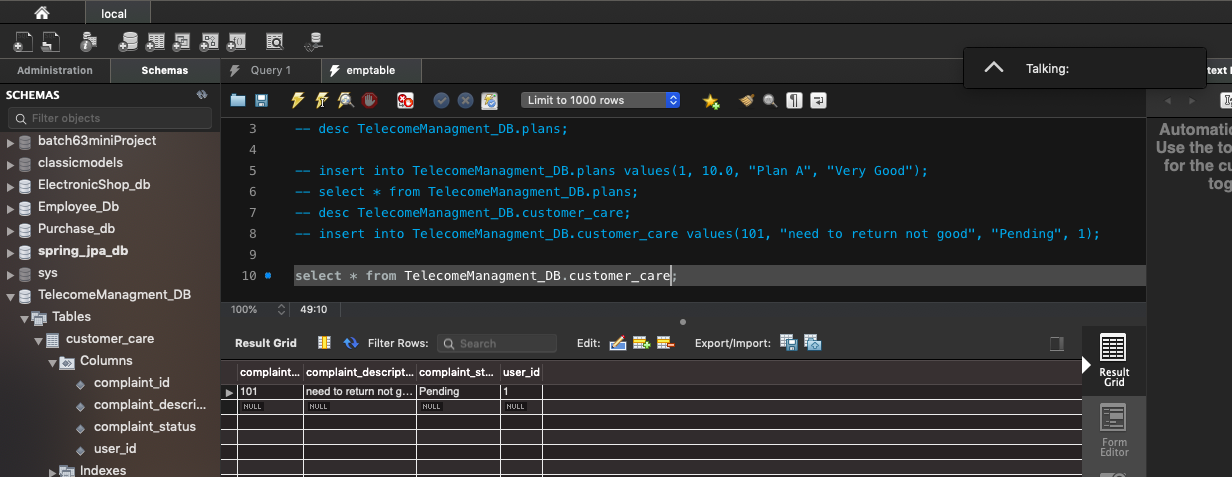 local
Administration
Schemas
Query 1
emptable
Talking:
text
SCHEMAS
Filter objects
Limit to 1000 rows
batch63miniProject
classicmodels
ElectronicShop_db
Employee_Db
Purchase_db
spring_jpa_db
sys
TelecomeManagment_DB
Tables
customer_care
Columns
complaint_id
complaint_descri...
complaint_status
user_id
Indexes
3 -- desc TelecomeManagment_DB.plans;
4
5 -- insert into TelecomeManagment_DB.plans values(1, 10.0, "Plan A", "Very Good");
6 -- select * from TelecomeManagment_DB.plans;
7 -- desc TelecomeManagment_DB.customer_care;
8 -- insert into TelecomeManagment_DB.customer_care values(101, "need to return not good", "Pending", 1);
9
10 select * from TelecomeManagment_DB.customer_care;
100% 49:10
Result Grid Filter Rows: Search Edit: Export/Import:
complaint... complaint_descript... complaint_st... user_id
101 need to return not g... Pending 1
NULL NULL NULL NULL
Result
Grid
Form
Editor
Automati
Use the to
for the cu
tog